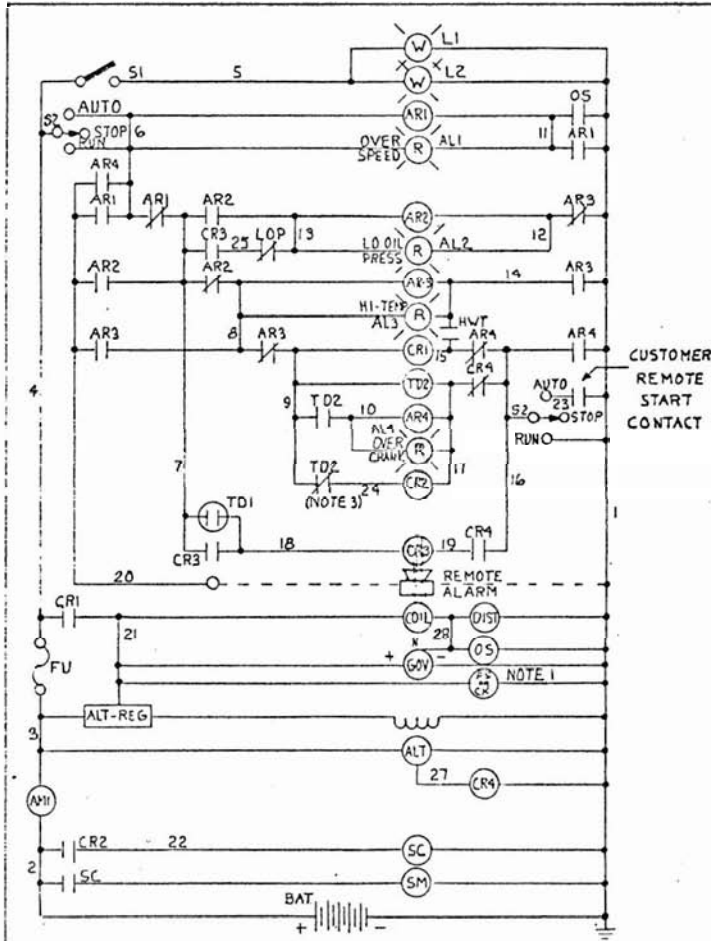 W L1
S1 5 W L2
AUTO AR1 OS
S2 STOP 6 11 AR1
RUN OVER SPEED R AL1
AR4
AR1 AR1 AR2 AR2 AR3
CR3 25 LOP 13 LO OIL PRESS R AL2 12
AR2 AR2 AR3 14 AR3
HI-TEMP AL3 R HWT
AR3 8 AR3 CR1 15 AR4 AR4
4 TD2 CR4 AUTO 23 CUSTOMER REMOTE START CONTACT
9 TD2 10 AR4 S2 STOP
AL4 OVER CRANK R RUN
7 TD2 24 CR2 17 16
(NOTE 3) 1
TD1
CR3 18 CR3 19 CR4
20 REMOTE ALARM
CR1 21 COIL 28 DIST
N OS
FU + GOV -
NOTE 1
ALT-REG
3 ALT
27 CR4
AM1
CR2 22 SC
2 SC SM
BAT
+ -